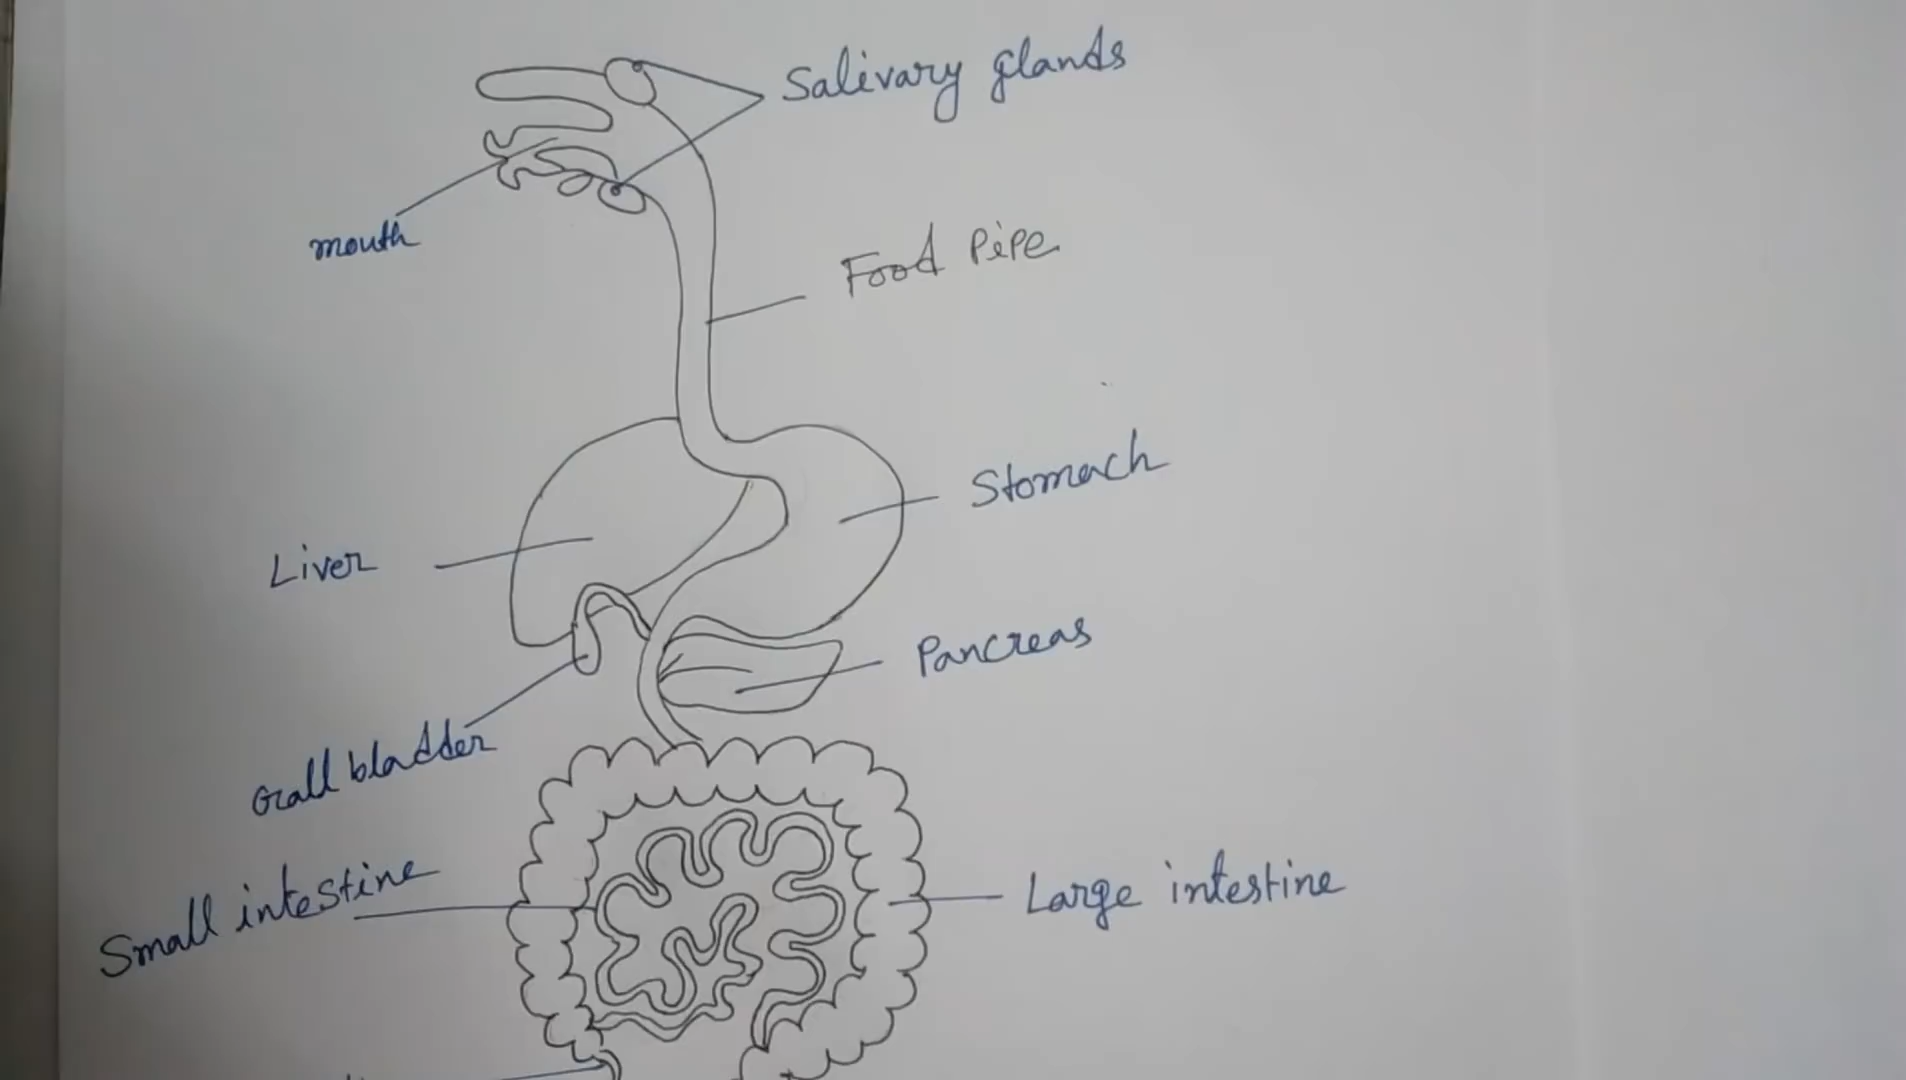 Salivary glands
mouth
Food Pipe
Stomach
Liver
Pancreas
Gall bladder
Small intestine
Large intestine